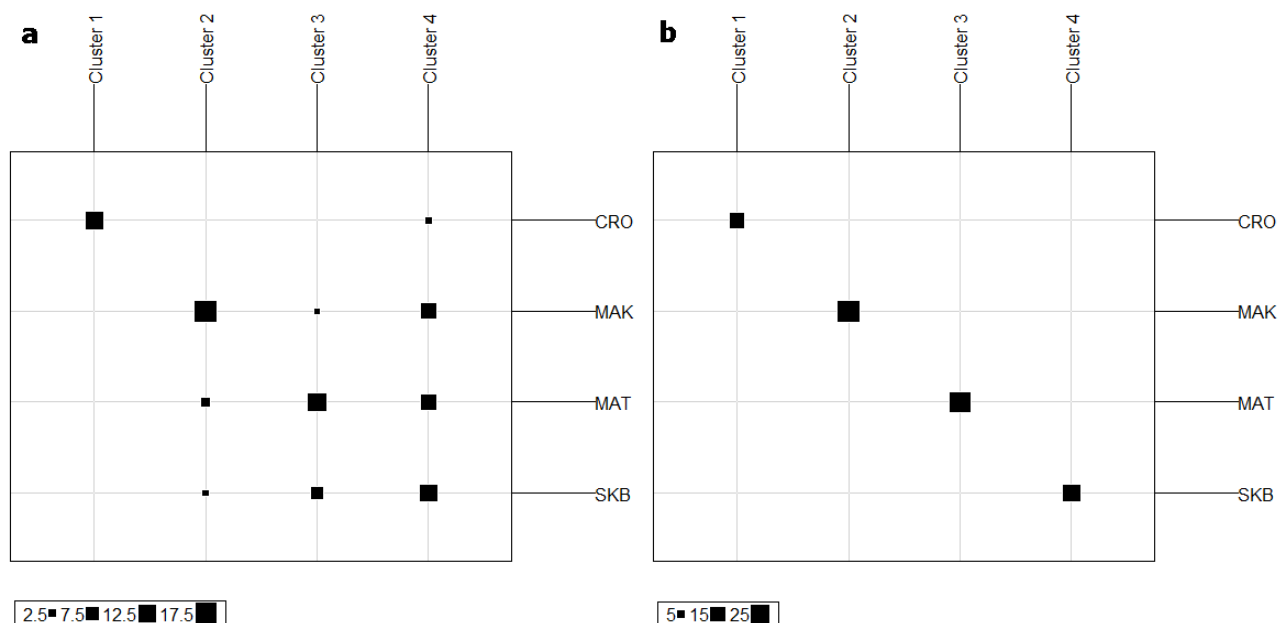 a
Cluster 1
Cluster 2
Cluster 3
Cluster 4
CRO
MAK
MAT
SKB
2.5 7.5 12.5 17.5
b
Cluster 1
Cluster 2
Cluster 3
Cluster 4
CRO
MAK
MAT
SKB
5 15 25